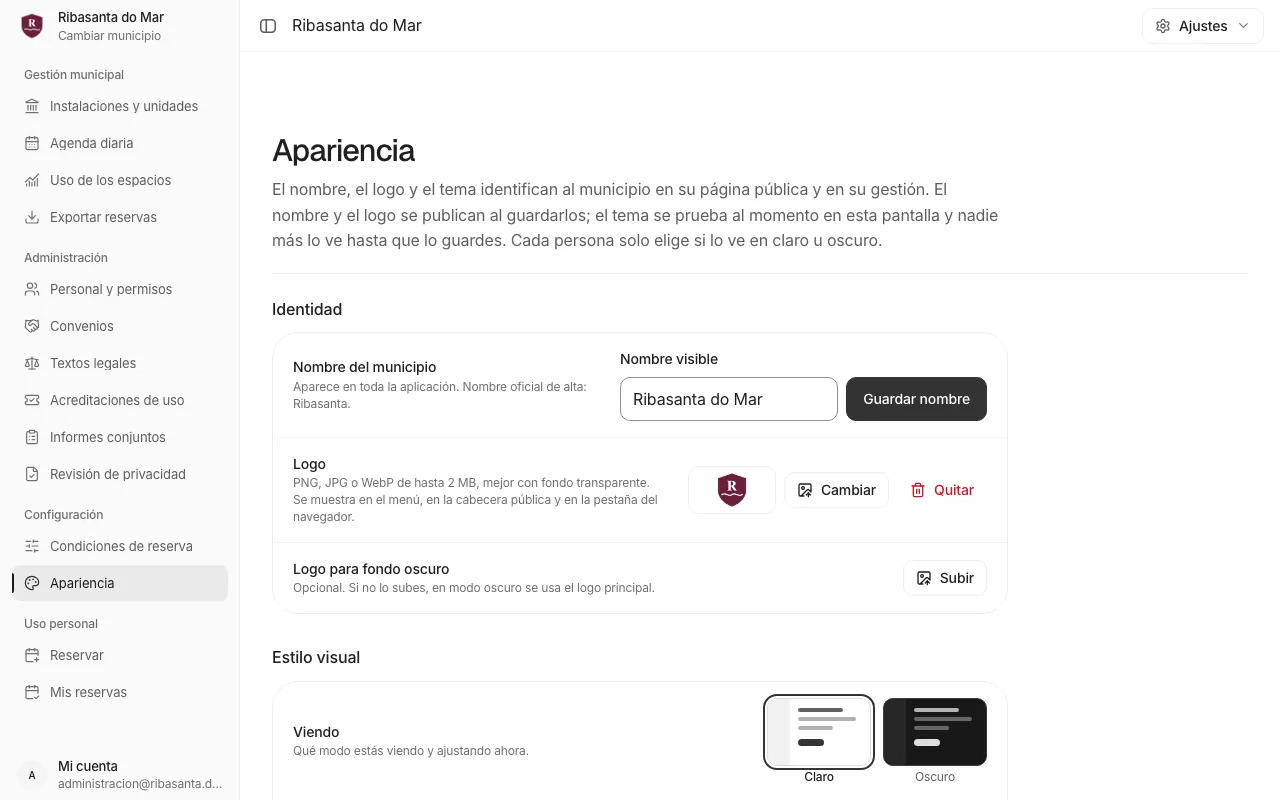 Ribasanta do Mar
Cambiar municipio
Gestión municipal
Instalaciones y unidades
Agenda diaria
Uso de los espacios
Exportar reservas
Administración
Personal y permisos
Convenios
Textos legales
Acreditaciones de uso
Informes conjuntos
Revisión de privacidad
Configuración
Condiciones de reserva
Apariencia
Uso personal
Reservar
Mis reservas
A
Mi cuenta
administracion@ribasanta.d...
Ribasanta do Mar
Ajustes
Apariencia
El nombre, el logo y el tema identifican al municipio en su página pública y en su gestión. El
nombre y el logo se publican al guardarlos; el tema se prueba al momento en esta pantalla y nadie
más lo ve hasta que lo guardes. Cada persona solo elige si lo ve en claro u oscuro.
Identidad
Nombre del municipio
Aparece en toda la aplicación. Nombre oficial de alta:
Ribasanta.
Nombre visible
Ribasanta do Mar
Guardar nombre
Logo
PNG, JPG o WebP de hasta 2 MB, mejor con fondo transparente.
Se muestra en el menú, en la cabecera pública y en la pestaña del
navegador.
R
Cambiar
Quitar
Logo para fondo oscuro
Opcional. Si no lo subes, en modo oscuro se usa el logo principal.
Subir
Estilo visual
Viendo
Qué modo estás viendo y ajustando ahora.
Claro
Oscuro